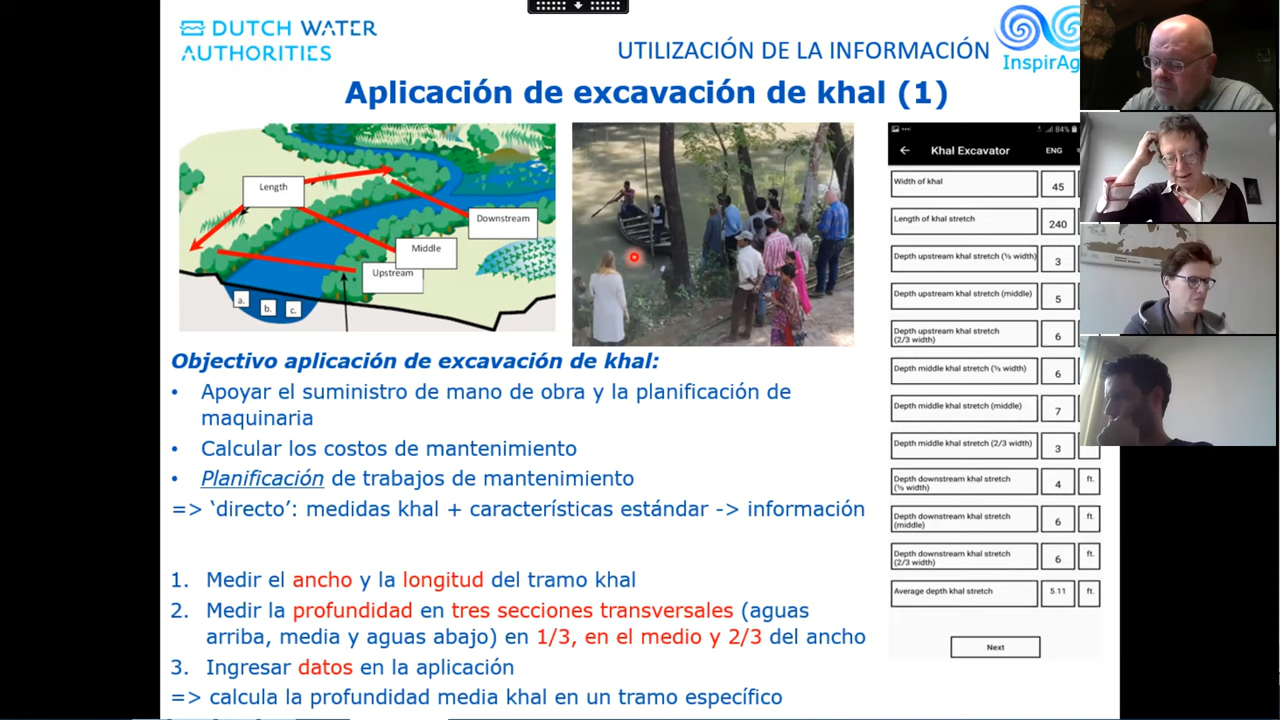 DUTCH WATER
AUTHORITIES
UTILIZACIÓN DE LA INFORMACIÓN
InspirAg
Aplicación de excavación de khal (1)
Length
Downstream
Middle
Upstream
a.
b.
c.
Objectivo aplicación de excavación de khal:
• Apoyar el suministro de mano de obra y la planificación de
maquinaria
• Calcular los costos de mantenimiento
• Planificación de trabajos de mantenimiento
=> ‘directo’: medidas khal + características estándar -> información
1. Medir el ancho y la longitud del tramo khal
2. Medir la profundidad en tres secciones transversales (aguas
arriba, media y aguas abajo) en 1/3, en el medio y 2/3 del ancho
3. Ingresar datos en la aplicación
=> calcula la profundidad media khal en un tramo específico
84%
Khal Excavator ENG
Width of khal 45
Length of khal stretch 240
Depth upstream khal stretch (⅓ width) 3
Depth upstream khal stretch (middle) 5
Depth upstream khal stretch
(2/3 width) 6
Depth middle khal stretch (⅓ width) 6
Depth middle khal stretch (middle) 7
Depth middle khal stretch (2/3 width) 3
Depth downstream khal stretch
(⅓ width) 4 ft.
Depth downstream khal stretch
(middle) 6 ft.
Depth downstream khal stretch
(2/3 width) 6 ft.
Average depth khal stretch 5.11 ft.
Next